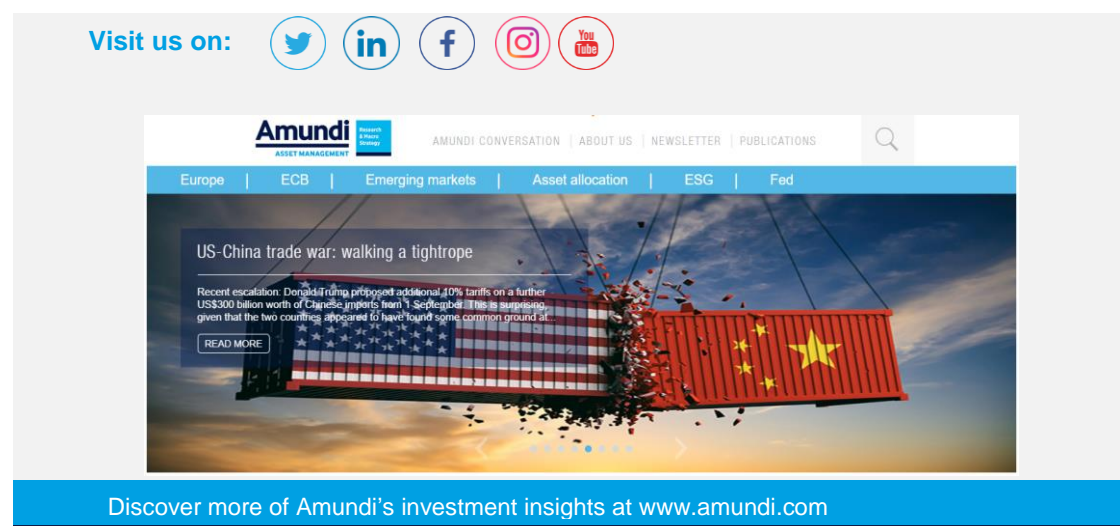 Visit us on:
in
f
You
Tube
Amundi
ASSET MANAGEMENT
Research
& Macro
Strategy
AMUNDI CONVERSATION | ABOUT US | NEWSLETTER | PUBLICATIONS
Europe | ECB | Emerging markets | Asset allocation | ESG | Fed
US-China trade war: walking a tightrope
Recent escalation: Donald Trump proposed additional 10% tariffs on a further
US$300 billion worth of Chinese imports from 1 September. This is surprising,
given that the two countries appeared to have found some common ground at...
READ MORE
Discover more of Amundi's investment insights at www.amundi.com